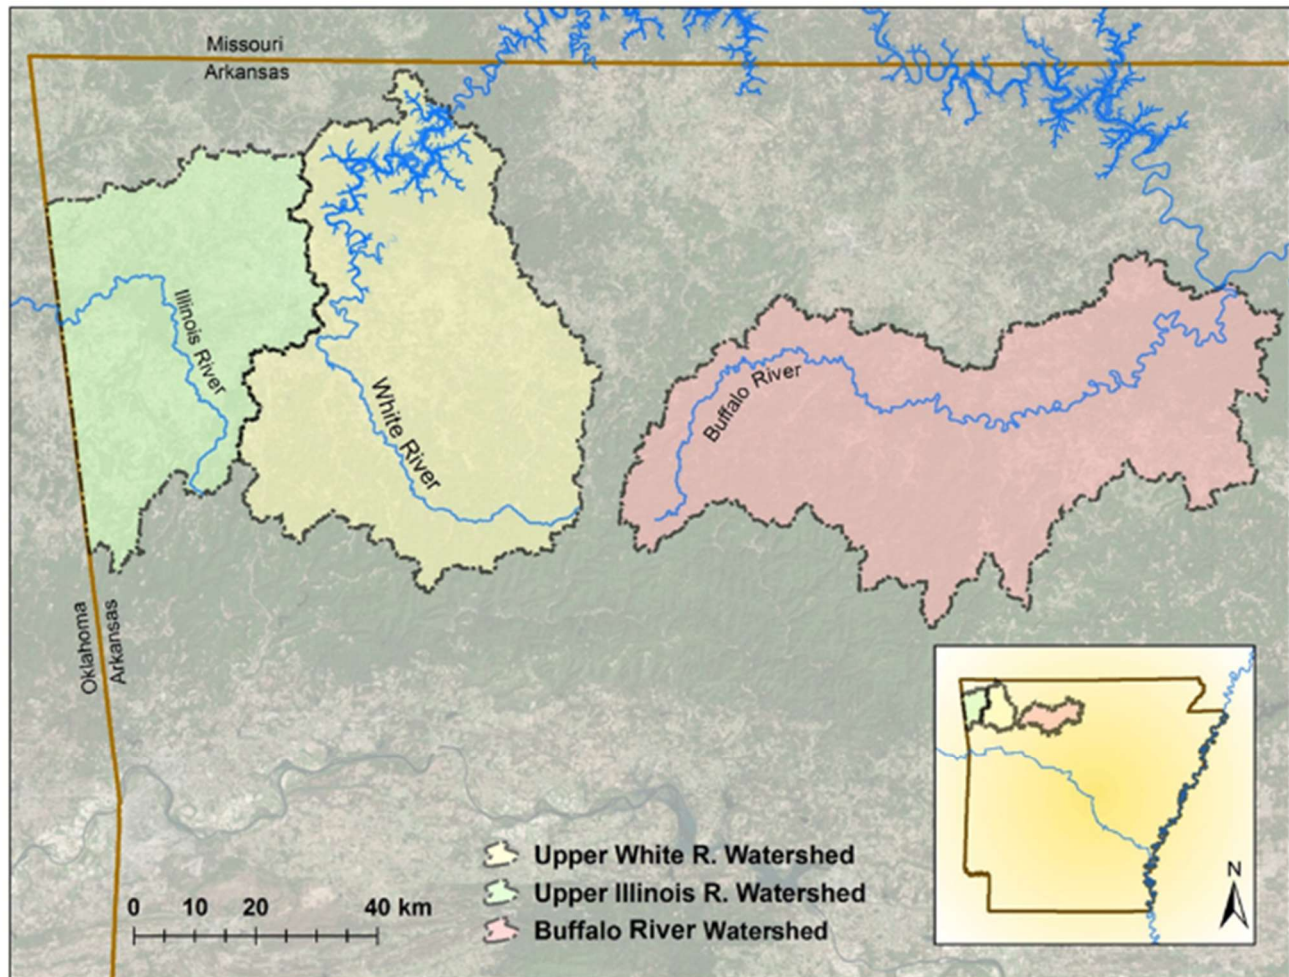 Missouri
Arkansas
Illinois River
White River
Buffalo River
Oklahoma
Arkansas
Upper White R. Watershed
Upper Illinois R. Watershed
Buffalo River Watershed
0 10 20 40 km
N